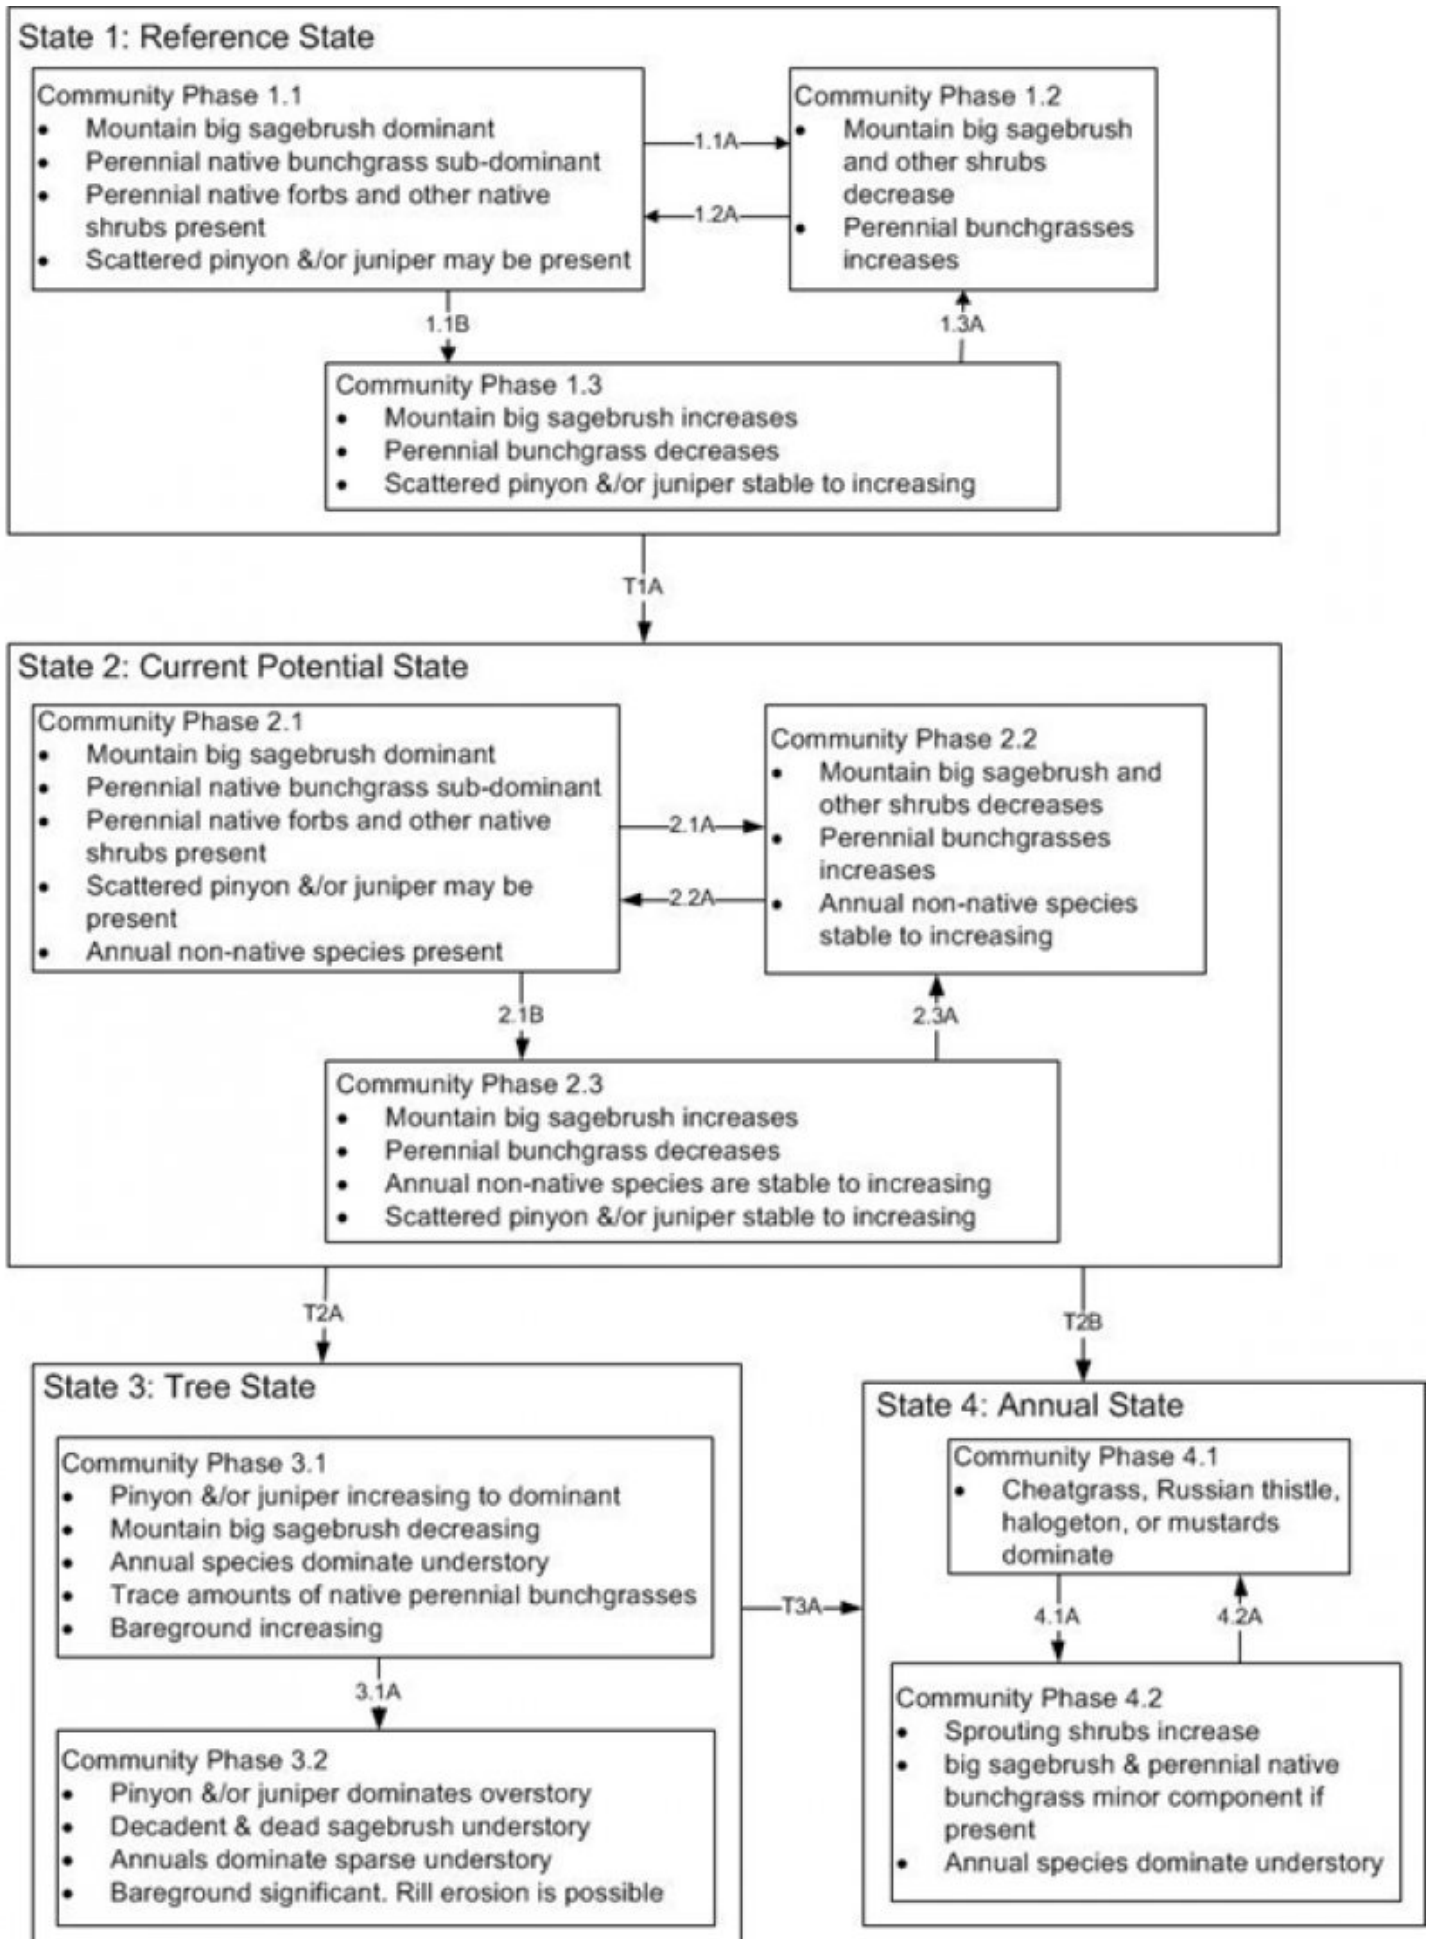 State 1: Reference State
Community Phase 1.1
• Mountain big sagebrush dominant
• Perennial native bunchgrass sub-dominant
• Perennial native forbs and other native
shrubs present
• Scattered pinyon &/or juniper may be present
1.1A
1.2A
Community Phase 1.2
• Mountain big sagebrush
and other shrubs
decrease
• Perennial bunchgrasses
increases
1.1B
1.3A
Community Phase 1.3
• Mountain big sagebrush increases
• Perennial bunchgrass decreases
• Scattered pinyon &/or juniper stable to increasing
T1A
State 2: Current Potential State
Community Phase 2.1
• Mountain big sagebrush dominant
• Perennial native bunchgrass sub-dominant
• Perennial native forbs and other native
shrubs present
• Scattered pinyon &/or juniper may be
present
• Annual non-native species present
2.1A
2.2A
Community Phase 2.2
• Mountain big sagebrush and
other shrubs decreases
• Perennial bunchgrasses
increases
• Annual non-native species
stable to increasing
2.1B
2.3A
Community Phase 2.3
• Mountain big sagebrush increases
• Perennial bunchgrass decreases
• Annual non-native species are stable to increasing
• Scattered pinyon &/or juniper stable to increasing
T2A
T2B
State 3: Tree State
Community Phase 3.1
• Pinyon &/or juniper increasing to dominant
• Mountain big sagebrush decreasing
• Annual species dominate understory
• Trace amounts of native perennial bunchgrasses
• Bareground increasing
3.1A
Community Phase 3.2
• Pinyon &/or juniper dominates overstory
• Decadent & dead sagebrush understory
• Annuals dominate sparse understory
• Bareground significant. Rill erosion is possible
T3A
State 4: Annual State
Community Phase 4.1
• Cheatgrass, Russian thistle,
halogeton, or mustards
dominate
4.1A
4.2A
Community Phase 4.2
• Sprouting shrubs increase
• big sagebrush & perennial native
bunchgrass minor component if
present
• Annual species dominate understory